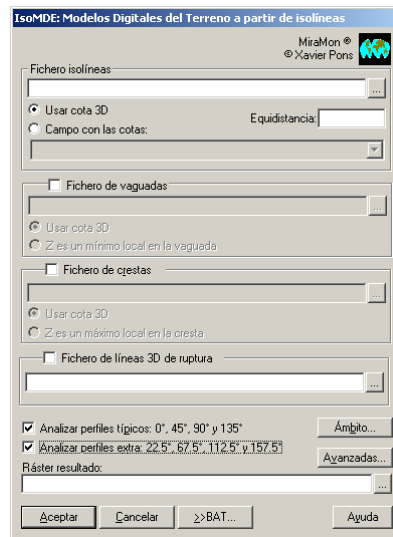 IsoMDE: Modelos Digitales del Terreno a partir de isolíneas
MiraMon ®
© Xavier Pons
Fichero isolíneas
...
Usar cota 3D
Equidistancia:
Campo con las cotas:
Fichero de vaguadas
...
Usar cota 3D
Z es un mínimo local en la vaguada
Fichero de crestas
...
Usar cota 3D
Z es un máximo local en la cresta
Fichero de líneas 3D de ruptura
...
Analizar perfiles típicos: 0°, 45°, 90° y 135°
Ámbito...
Analizar perfiles extra: 22.5°, 67.5°, 112.5° y 157.5°
Avanzadas...
Ráster resultado:
...
Aceptar
Cancelar
>>BAT...
Ayuda